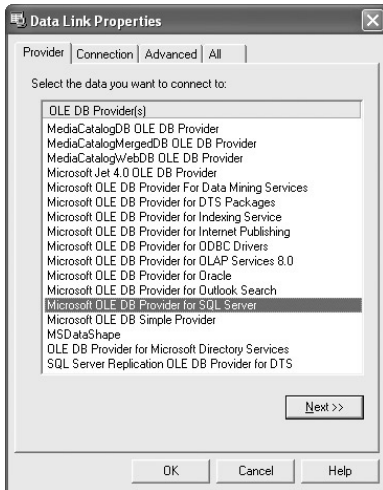 Data Link Properties
Provider Connection Advanced All
Select the data you want to connect to:
OLE DB Provider(s)
MediaCatalogDB OLE DB Provider
MediaCatalogMergedDB OLE DB Provider
MediaCatalogWebDB OLE DB Provider
Microsoft Jet 4.0 OLE DB Provider
Microsoft OLE DB Provider For Data Mining Services
Microsoft OLE DB Provider for DTS Packages
Microsoft OLE DB Provider for Indexing Service
Microsoft OLE DB Provider for Internet Publishing
Microsoft OLE DB Provider for ODBC Drivers
Microsoft OLE DB Provider for OLAP Services 8.0
Microsoft OLE DB Provider for Oracle
Microsoft OLE DB Provider for Outlook Search
Microsoft OLE DB Provider for SQL Server
Microsoft OLE DB Simple Provider
MSDataShape
OLE DB Provider for Microsoft Directory Services
SQL Server Replication OLE DB Provider for DTS
Next >>
OK Cancel Help